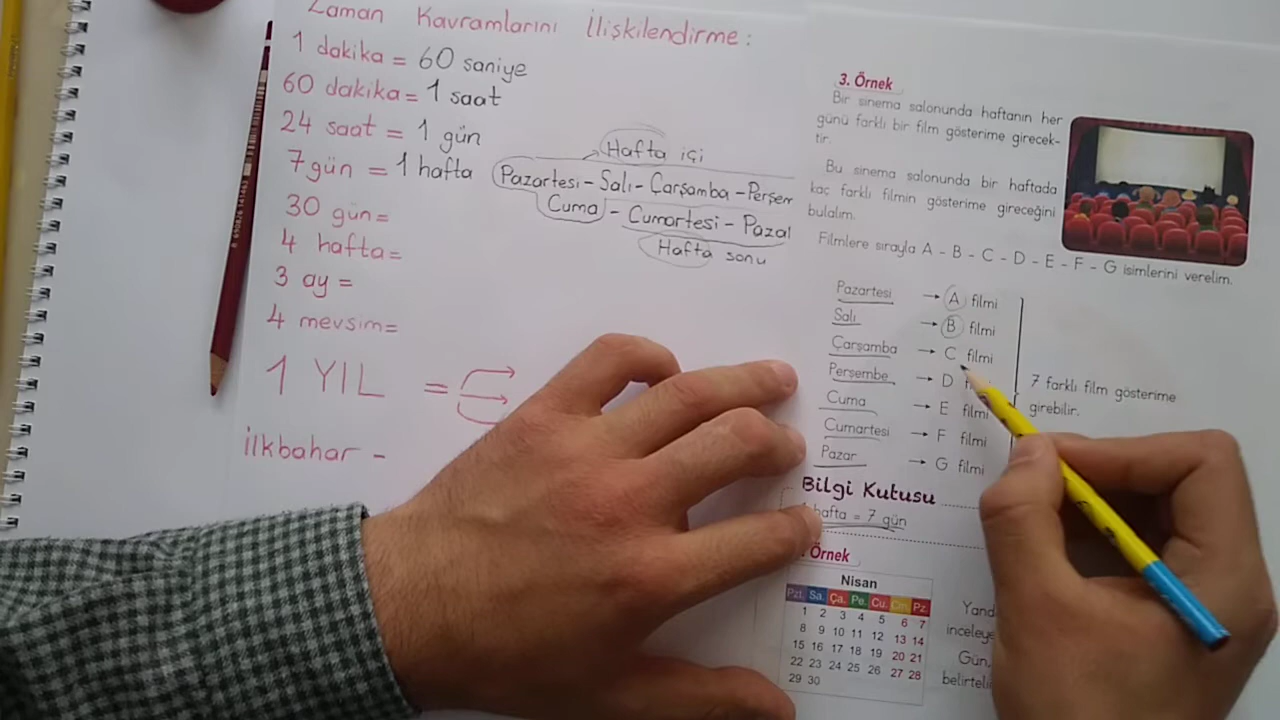 Zaman Kavramlarını İlişkilendirme:
1 dakika = 60 saniye
60 dakika = 1 saat
24 saat = 1 gün
7 gün = 1 hafta
30 gün =
4 hafta =
3 ay =
4 mevsim =
1 YIL =
ilkbahar -
Hafta içi
Pazartesi - Salı - Çarşamba - Perşem
Cuma - Cumartesi - Pazar
Hafta sonu
3. Örnek
Bir sinema salonunda haftanın her
günü farklı bir film gösterime girecek-
tir.
Bu sinema salonunda bir haftada
kaç farklı filmin gösterime gireceğini
bulalım.
Filmlere sırayla A - B - C - D - E - F - G isimlerini verelim.
Pazartesi → A filmi
Salı → B filmi
Çarşamba → C filmi
Perşembe → D
Cuma → E filmi
Cumartesi → F filmi
Pazar → G filmi
7 farklı film gösterime
girebilir.
Bilgi Kutusu
hafta = 7 gün
Örnek
Nisan
Pzt. Sa. Ça. Pe. Cu. Cm. Pz.
1 2 3 4 5 6 7
8 9 10 11 12 13 14
15 16 17 18 19 20 21
22 23 24 25 26 27 28
29 30
Yand
inceleye
Gün,
belirteli